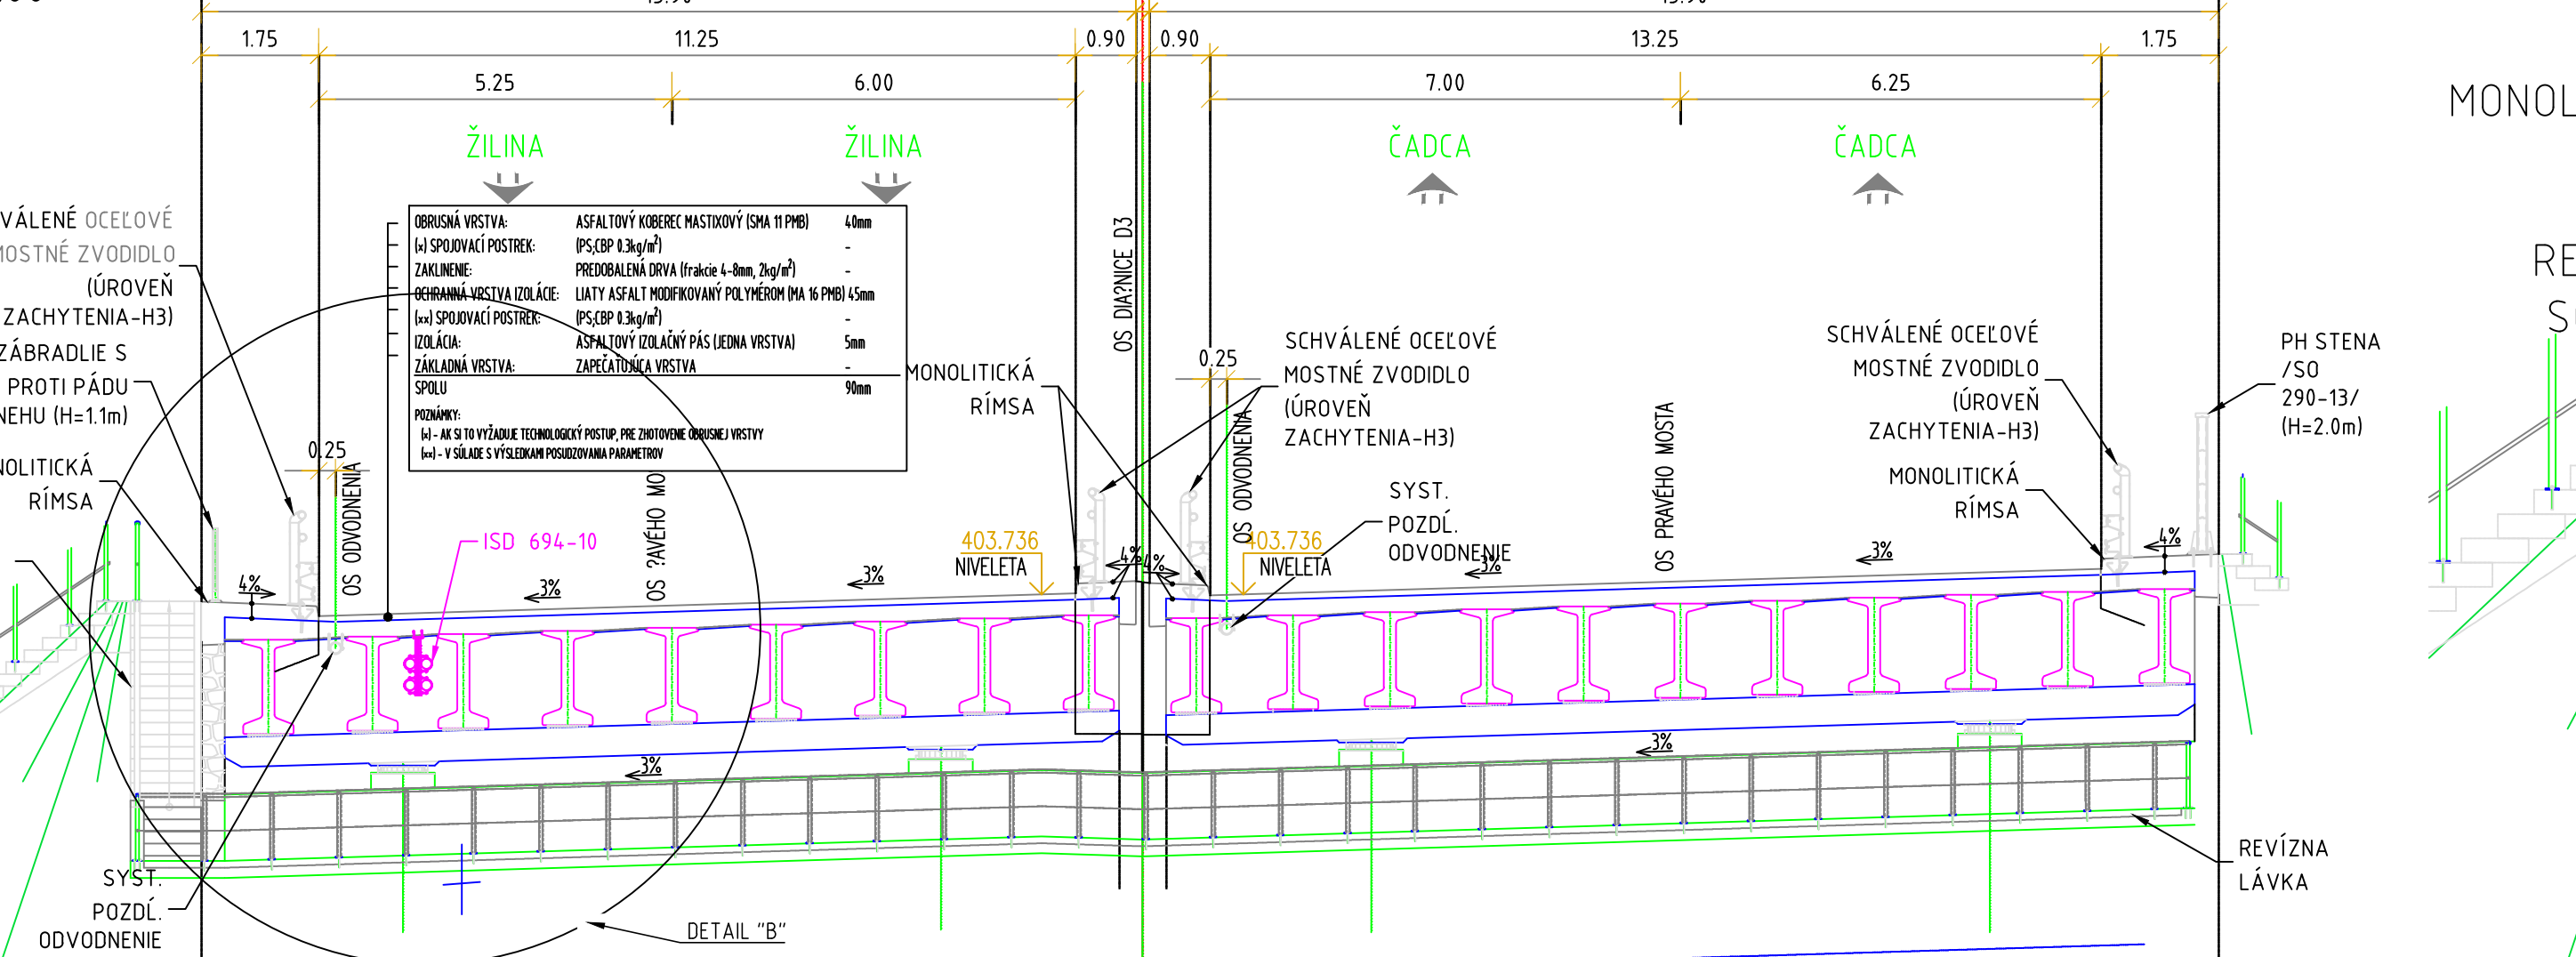 1.75
11.25
0.90
0.90
13.25
1.75
5.25
6.00
7.00
6.25
ŽILINA
ŽILINA
ČADCA
ČADCA
MONOL
RE
VÁLENÉ OCEĽOVÉ
MOSTNÉ ZVODIDLO
(ÚROVEŇ
ZACHYTENIA-H3)
ZÁBRADLIE S
PROTI PÁDU
NEHU (H=1.1m)
NOLITICKÁ
RÍMSA
OBRUSNÁ VRSTVA: ASFALTOVÝ KOBEREC MASTIXOVÝ (SMA 11 PMB) 40mm
(x) SPOJOVACÍ POSTREK: (PS;CBP 0.3kg/m²) -
ZAKLINENIE: PREDOBALENÁ DRVA (frakcie 4-8mm, 2kg/m²) -
OCHRANNÁ VRSTVA IZOLÁCIE: LIATY ASFALT MODIFIKOVANÝ POLYMÉROM (MA 16 PMB) 45mm
(xx) SPOJOVACÍ POSTREK: (PS;CBP 0.3kg/m²) -
IZOLÁCIA: ASFALTOVÝ IZOLAČNÝ PÁS (JEDNA VRSTVA) 5mm
ZÁKLADNÁ VRSTVA: ZAPEČAŤUJÚCA VRSTVA -
SPOLU 90mm
POZNÁMKY:
(x) - AK SI TO VYŽADUJE TECHNOLOGICKÝ POSTUP, PRE ZHOTOVENIE OBRUSNEJ VRSTVY
(xx) - V SÚLADE S VÝSLEDKAMI POSUDZOVANIA PARAMETROV
0.25
OS ODVODNENIA
OS ?AVÉHO MO
ISD 694-10
MONOLITICKÁ
RÍMSA
OS DIA?NICE D3
403.736
NIVELETA
403.736
NIVELETA
0.25
OS ODVODNENIA
SCHVÁLENÉ OCEĽOVÉ
MOSTNÉ ZVODIDLO
(ÚROVEŇ
ZACHYTENIA-H3)
SYST.
POZDĹ.
ODVODNENIE
OS PRAVÉHO MOSTA
SCHVÁLENÉ OCEĽOVÉ
MOSTNÉ ZVODIDLO
(ÚROVEŇ
ZACHYTENIA-H3)
MONOLITICKÁ
RÍMSA
PH STENA
/SO
290-13/
(H=2.0m)
4%
3%
3%
4%
4%
3%
3%
4%
3%
3%
SYST.
POZDĹ.
ODVODNENIE
DETAIL "B"
REVÍZNA
LÁVKA